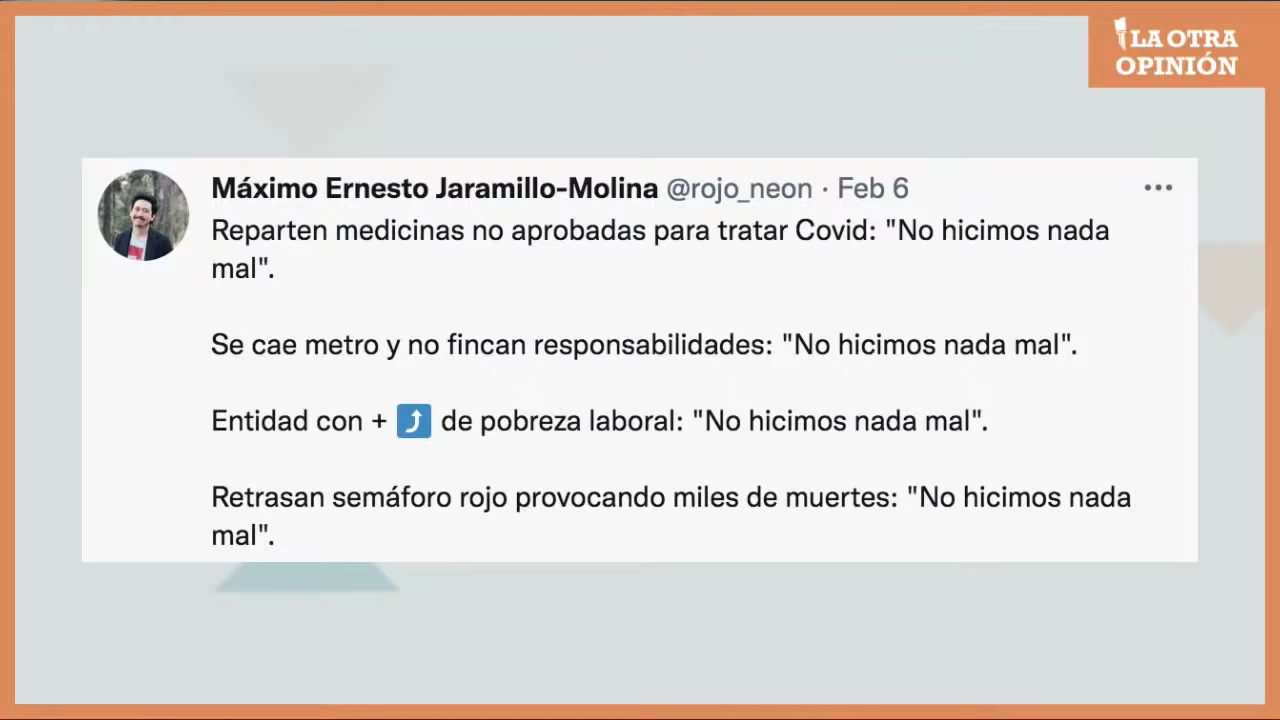 LA OTRA
OPINIÓN
Máximo Ernesto Jaramillo-Molina @rojo_neon · Feb 6
Reparten medicinas no aprobadas para tratar Covid: "No hicimos nada
mal".
Se cae metro y no fincan responsabilidades: "No hicimos nada mal".
Entidad con + ⤴️ de pobreza laboral: "No hicimos nada mal".
Retrasan semáforo rojo provocando miles de muertes: "No hicimos nada
mal".